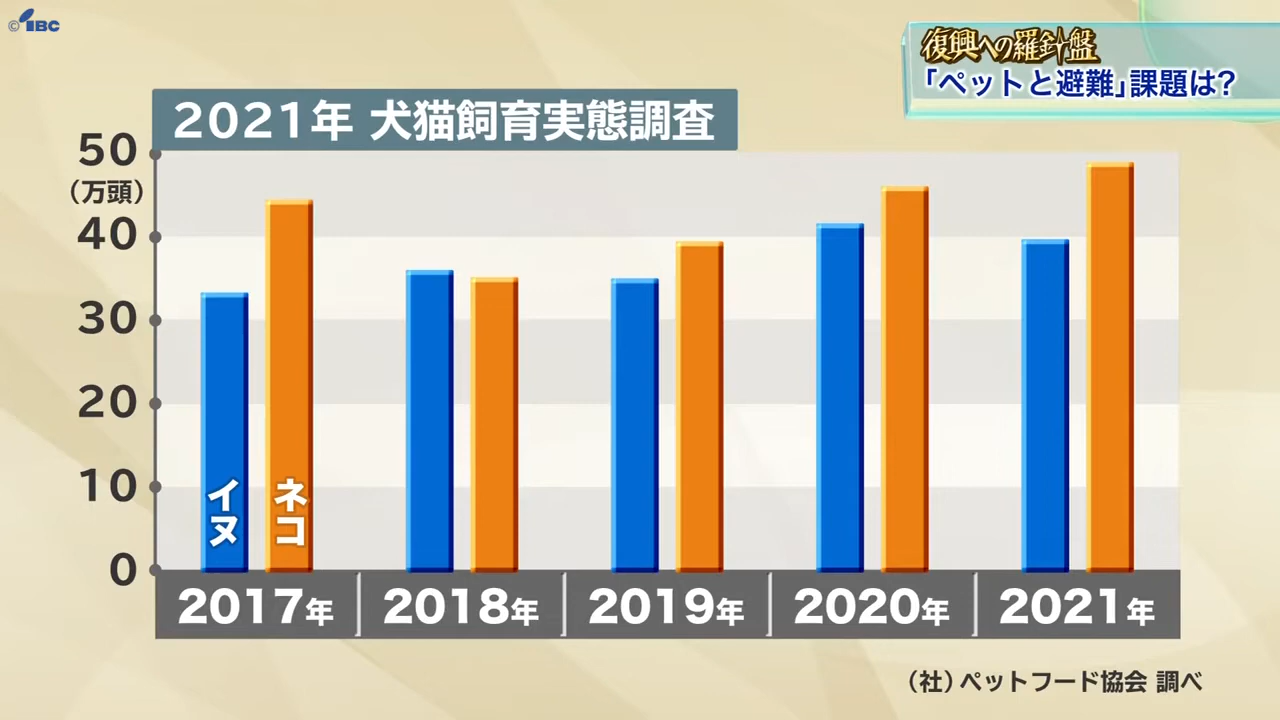 ©IBC
復興への羅針盤
「ペットと避難」課題は?
2021年 犬猫飼育実態調査
50
(万頭)
40
30
20
10
0
イヌ
ネコ
2017年
2018年
2019年
2020年
2021年
(社)ペットフード協会 調べ